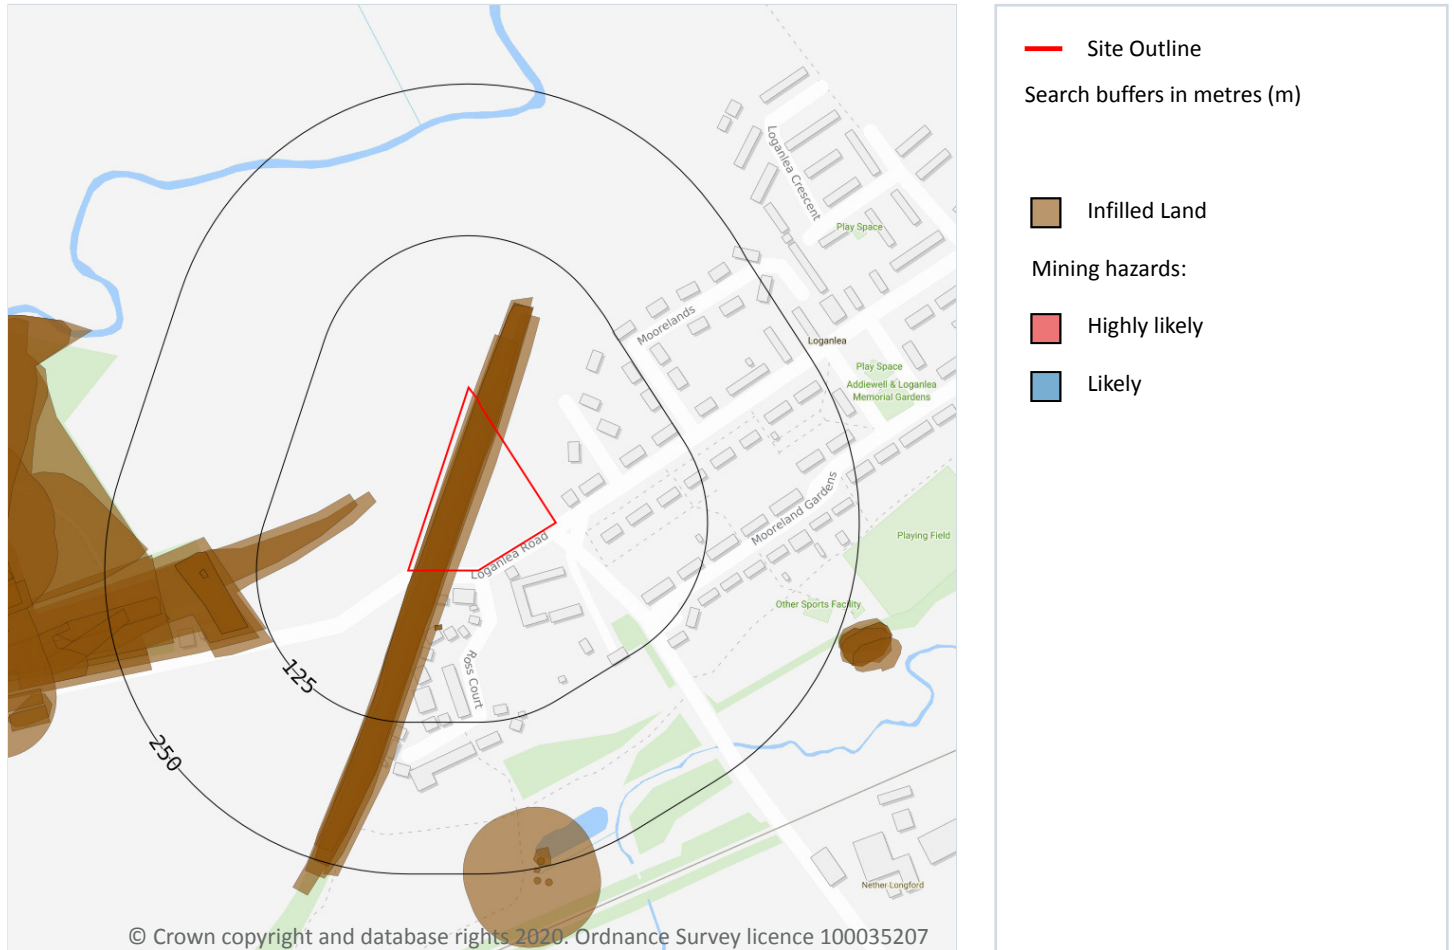 Loganlea Crescent
Play Space
Moorelands
Loganlea
Play Space
Addiewell & Loganlea
Memorial Gardens
Mooreland Gardens
Playing Field
Loganlea Road
Other Sports Facility
Ross Court
125
250
Nether Longford
© Crown copyright and database rights 2020. Ordnance Survey licence 100035207
Site Outline
Search buffers in metres (m)
Infilled Land
Mining hazards:
Highly likely
Likely